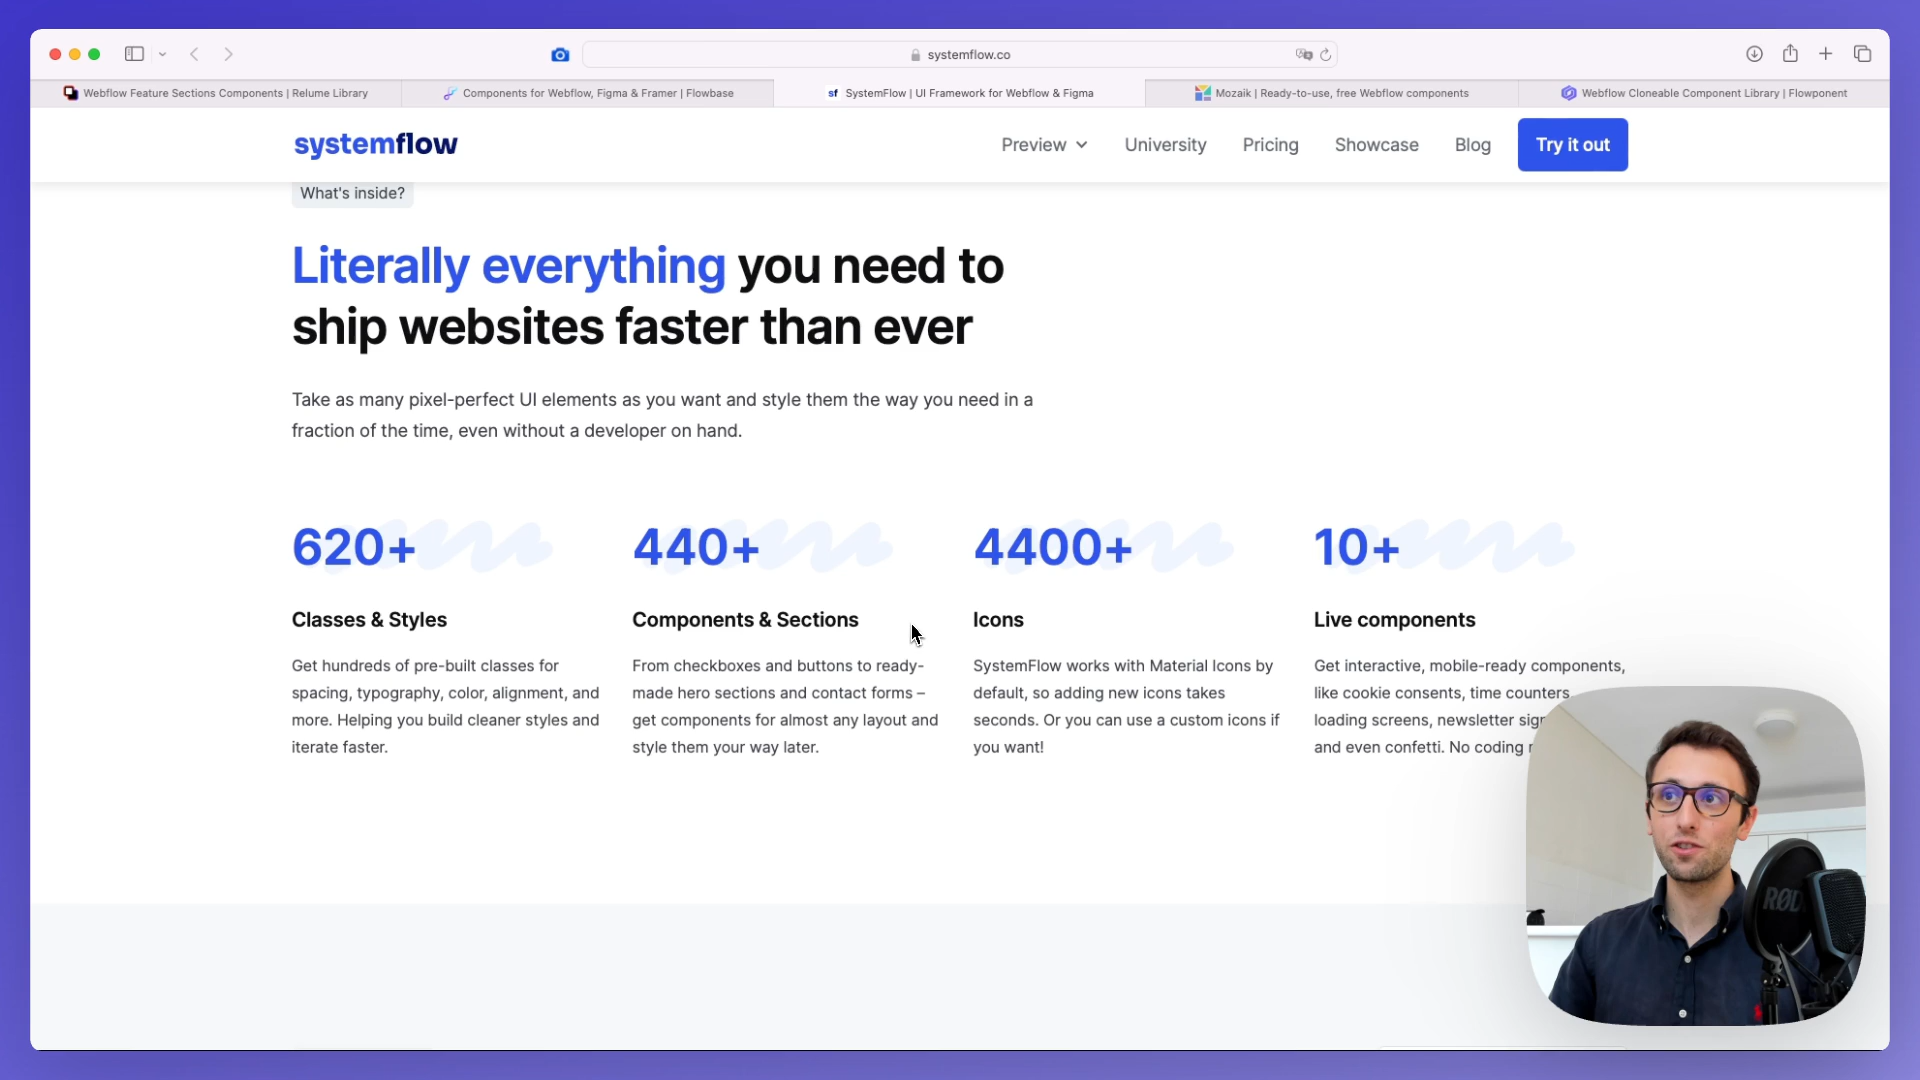 systemflow.co
Webflow Feature Sections Components | Relume Library
Components for Webflow, Figma & Framer | Flowbase
sf SystemFlow | UI Framework for Webflow & Figma
Mozaik | Ready-to-use, free Webflow components
Webflow Cloneable Component Library | Flowponent
systemflow
Preview
University
Pricing
Showcase
Blog
Try it out
What's inside?
Literally everything you need to
ship websites faster than ever
Take as many pixel-perfect UI elements as you want and style them the way you need in a
fraction of the time, even without a developer on hand.
620+
Classes & Styles
Get hundreds of pre-built classes for
spacing, typography, color, alignment, and
more. Helping you build cleaner styles and
iterate faster.
440+
Components & Sections
From checkboxes and buttons to ready-
made hero sections and contact forms –
get components for almost any layout and
style them your way later.
4400+
Icons
SystemFlow works with Material Icons by
default, so adding new icons takes
seconds. Or you can use a custom icons if
you want!
10+
Live components
Get interactive, mobile-ready components,
like cookie consents, time counters
loading screens, newsletter
and even confetti. No coding
RØD